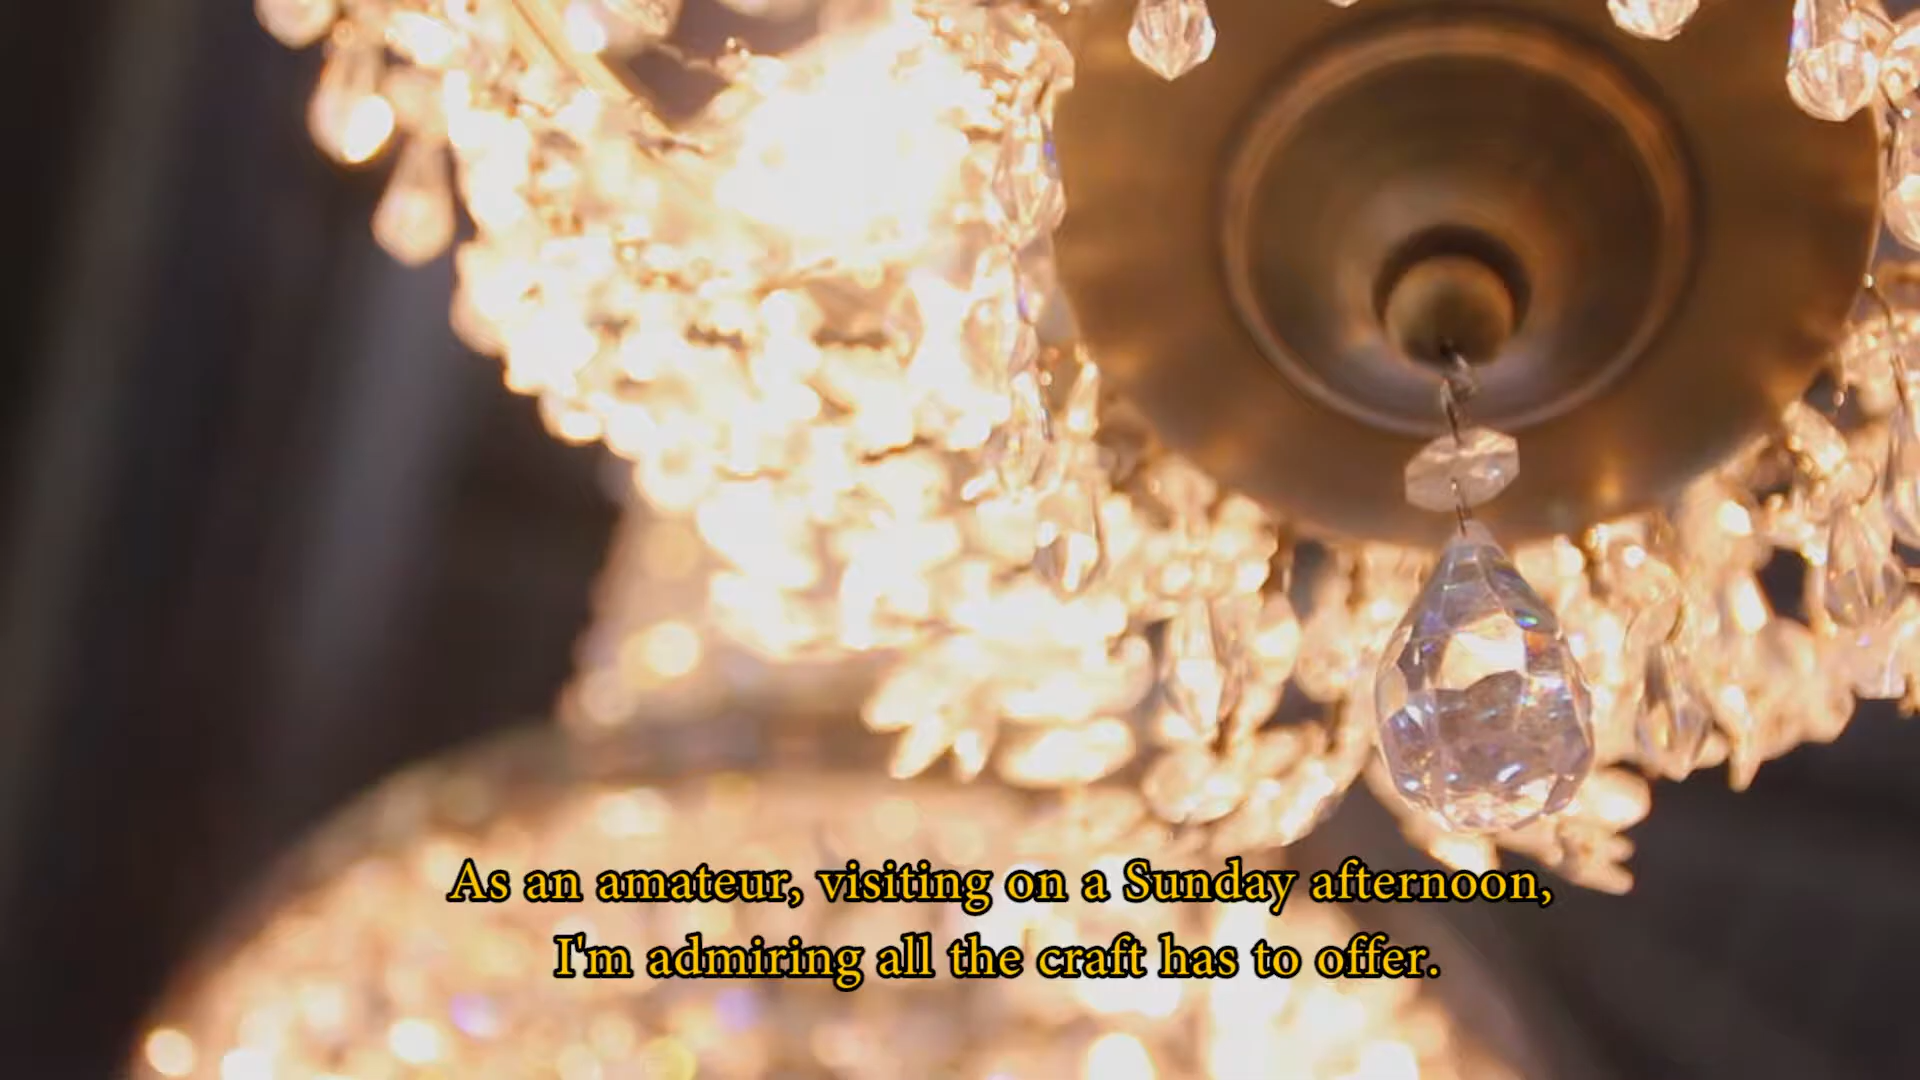 As an amateur, visiting on a Sunday afternoon,
I'm admiring all the craft has to offer.